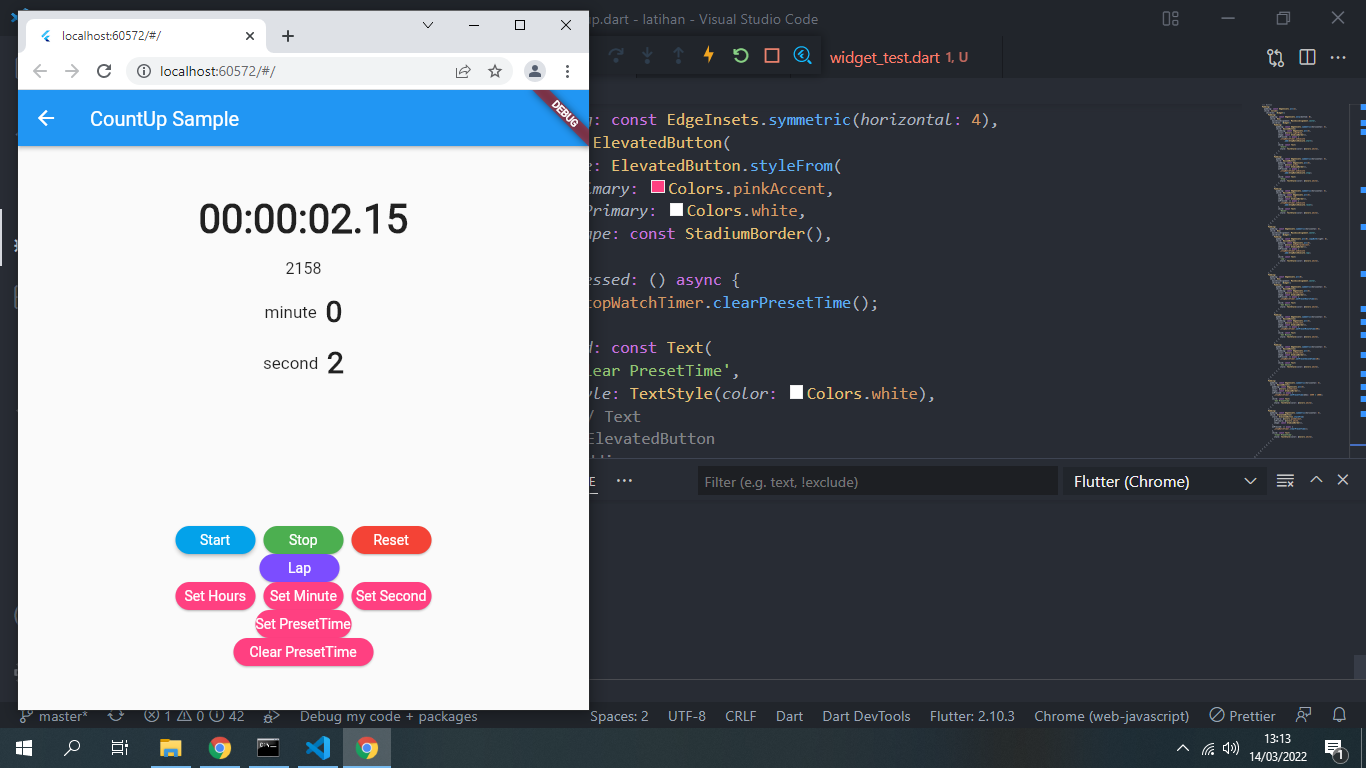 localhost:60572/#/
localhost:60572/#/
CountUp Sample
DEBUG
00:00:02.15
2158
minute 0
second 2
Start Stop Reset
Lap
Set Hours Set Minute Set Second
Set PresetTime
Clear PresetTime
p.dart - latihan - Visual Studio Code
widget_test.dart 1, U
g: const EdgeInsets.symmetric(horizontal: 4),
ElevatedButton(
e: ElevatedButton.styleFrom(
imary: Colors.pinkAccent,
Primary: Colors.white,
ape: const StadiumBorder(),
essed: () async {
topWatchTimer.clearPresetTime();
d: const Text(
lear PresetTime',
yle: TextStyle(color: Colors.white),
/ Text
ElevatedButton
E ··· Filter (e.g. text, !exclude) Flutter (Chrome)
master* 1 0 42 Debug my code + packages Spaces: 2 UTF-8 CRLF Dart Dart DevTools Flutter: 2.10.3 Chrome (web-javascript) Prettier
13:13
14/03/2022
1